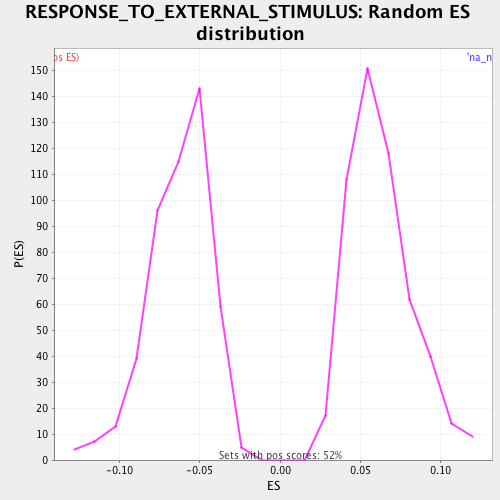 RESPONSE_TO_EXTERNAL_STIMULUS: Random ES
distribution
ES)
'na_n
150
140
130
120
110
100
90
80
70
60
50
40
30
20
10
0
P(ES)
Sets with pos scores: 52%
-0.10 -0.05 0.00 0.05 0.10
ES